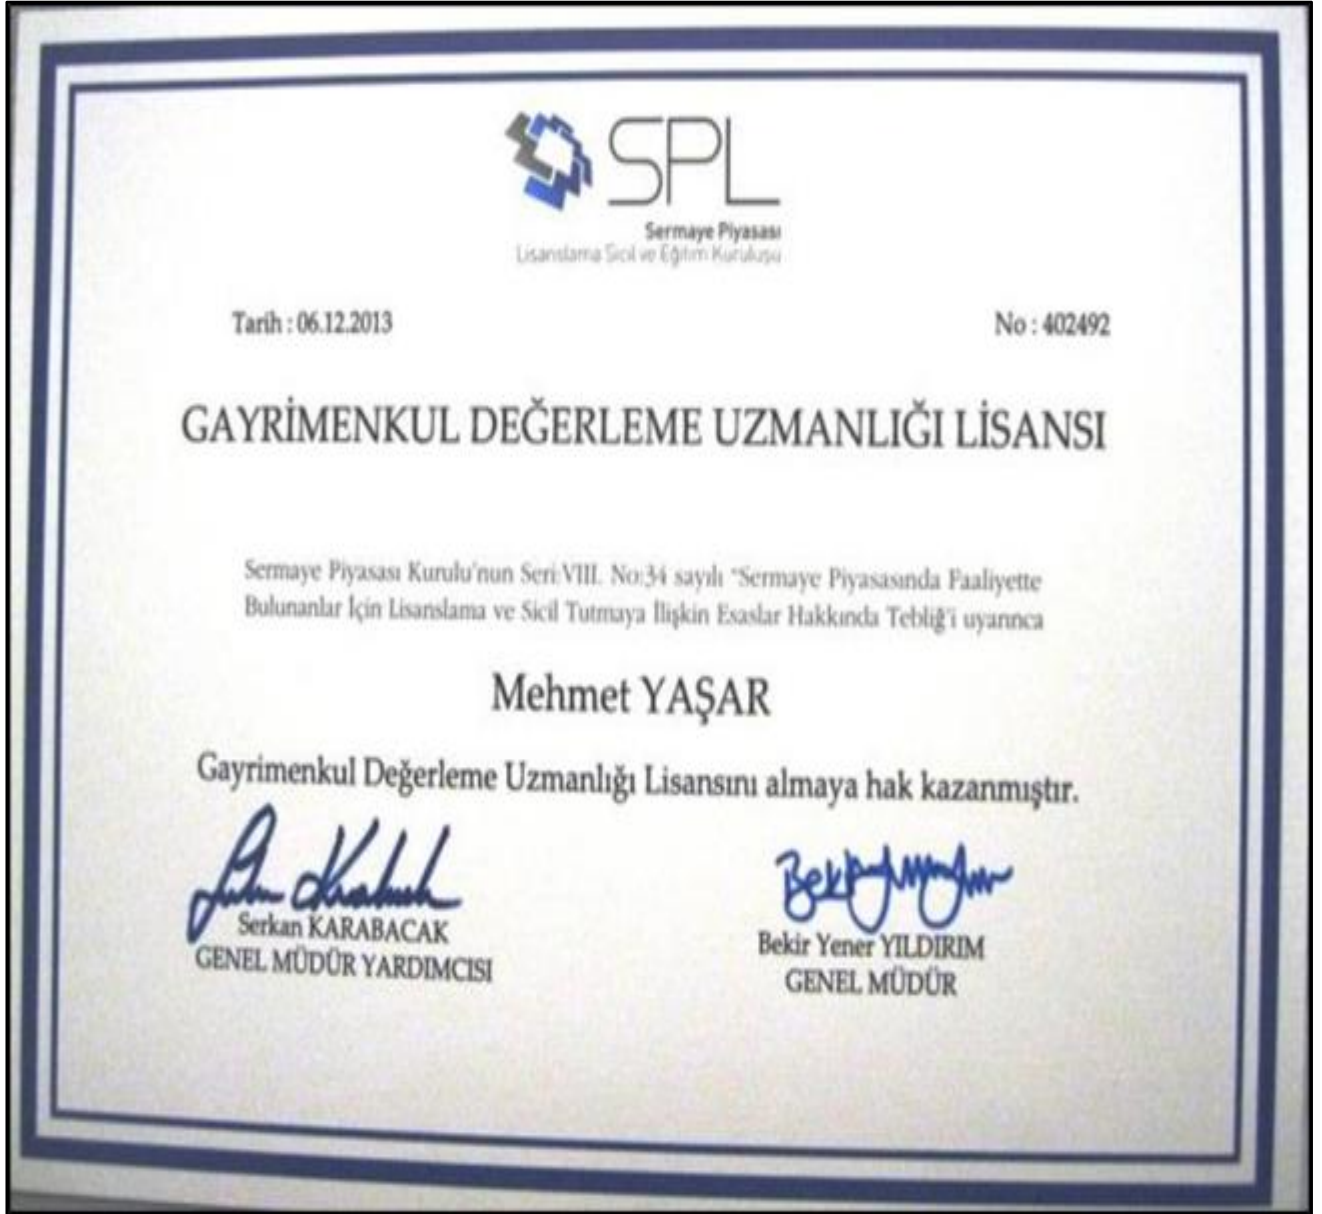 SPL
Sermaye Piyasası
Lisanslama Sicil ve Eğitim Kuruluşu
Tarih : 06.12.2013
No : 402492
GAYRİMENKUL DEĞERLEME UZMANLIĞI LİSANSI
Sermaye Piyasası Kurulu'nun Seri:VIII. No:34 sayılı "Sermaye Piyasasında Faaliyette
Bulunanlar İçin Lisanslama ve Sicil Tutmaya İlişkin Esaslar Hakkında Tebliğ'i uyarınca
Mehmet YAŞAR
Gayrimenkul Değerleme Uzmanlığı Lisansını almaya hak kazanmıştır.
Serkan KARABACAK
GENEL MÜDÜR YARDIMCISI
Bekir Yener YILDIRIM
GENEL MÜDÜR